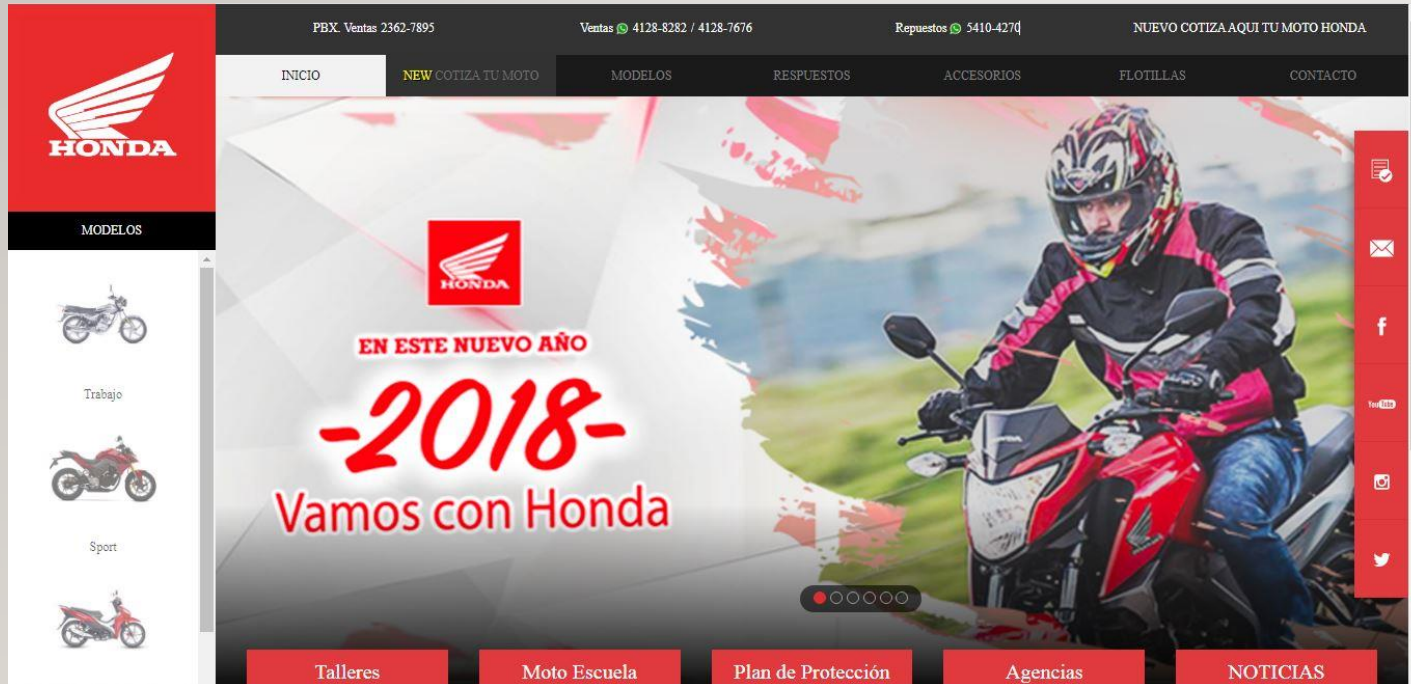 HONDA
PBX. Ventas 2362-7895
Ventas 4128-8282 / 4128-7676
Repuestos 5410-4270
NUEVO COTIZA AQUI TU MOTO HONDA
INICIO
NEW COTIZA TU MOTO
MODELOS
RESPUESTOS
ACCESORIOS
FLOTILLAS
CONTACTO
MODELOS
Trabajo
Sport
HONDA
EN ESTE NUEVO AÑO
-2018-
Vamos con Honda
HONDA
f
YouTube
Talleres
Moto Escuela
Plan de Protección
Agencias
NOTICIAS